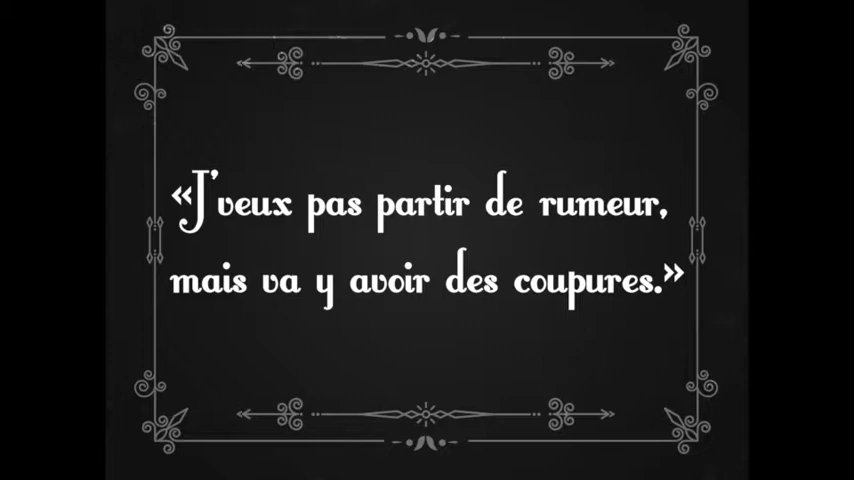 «J'veux pas partir de rumeur,
mais va y avoir des coupures.»